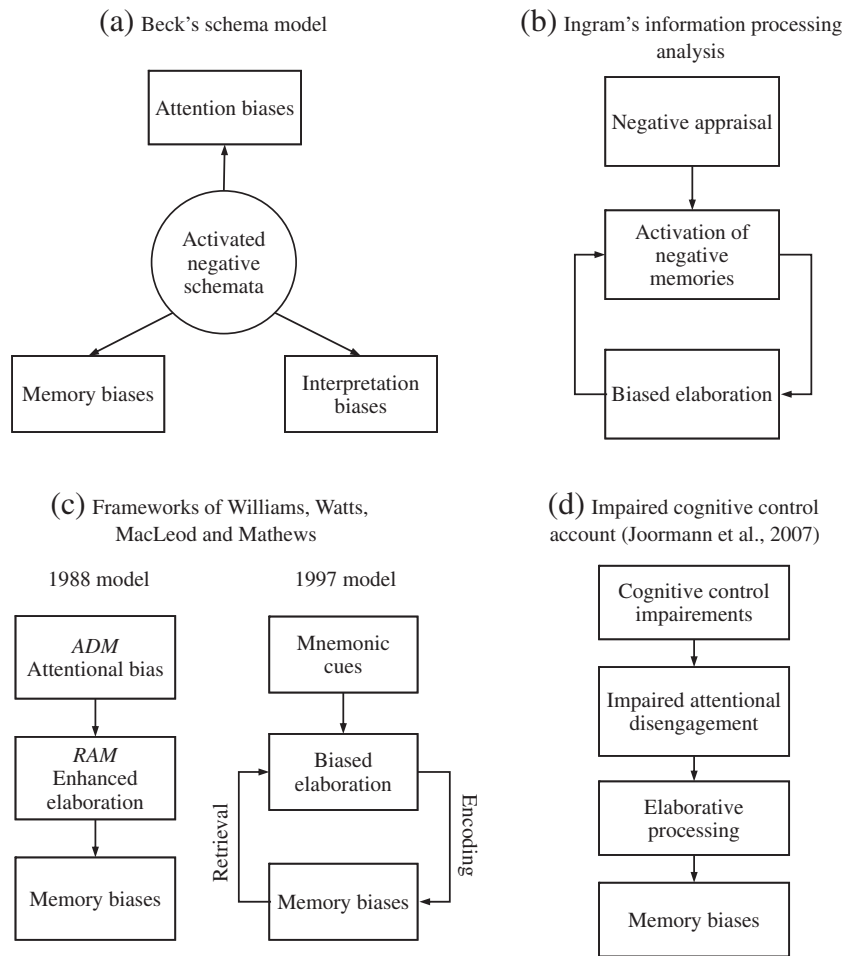 (a) Beck's schema model
Attention biases
Activated
negative
schemata
Memory biases
Interpretation
biases
(b) Ingram's information processing
analysis
Negative appraisal
Activation of
negative
memories
Biased elaboration
(c) Frameworks of Williams, Watts,
MacLeod and Mathews
1988 model
ADM
Attentional bias
RAM
Enhanced
elaboration
Memory biases
1997 model
Mnemonic
cues
Biased
elaboration
Retrieval
Encoding
Memory biases
(d) Impaired cognitive control
account (Joormann et al., 2007)
Cognitive control
impairements
Impaired attentional
disengagement
Elaborative
processing
Memory biases